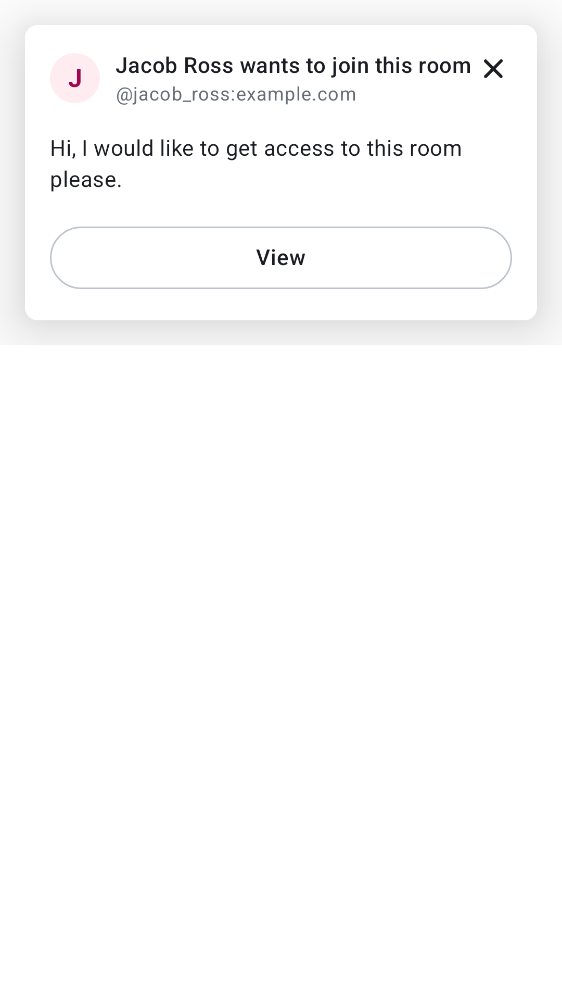 J
Jacob Ross wants to join this room
@jacob_ross:example.com
Hi, I would like to get access to this room
please.
View